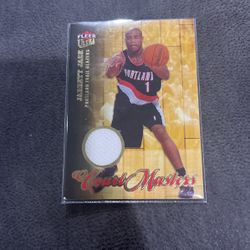 FLEER
ULTRA
JARRETT JACK
PORTLAND TRAIL BLAZERS
PORTLAND
1
Court Masters